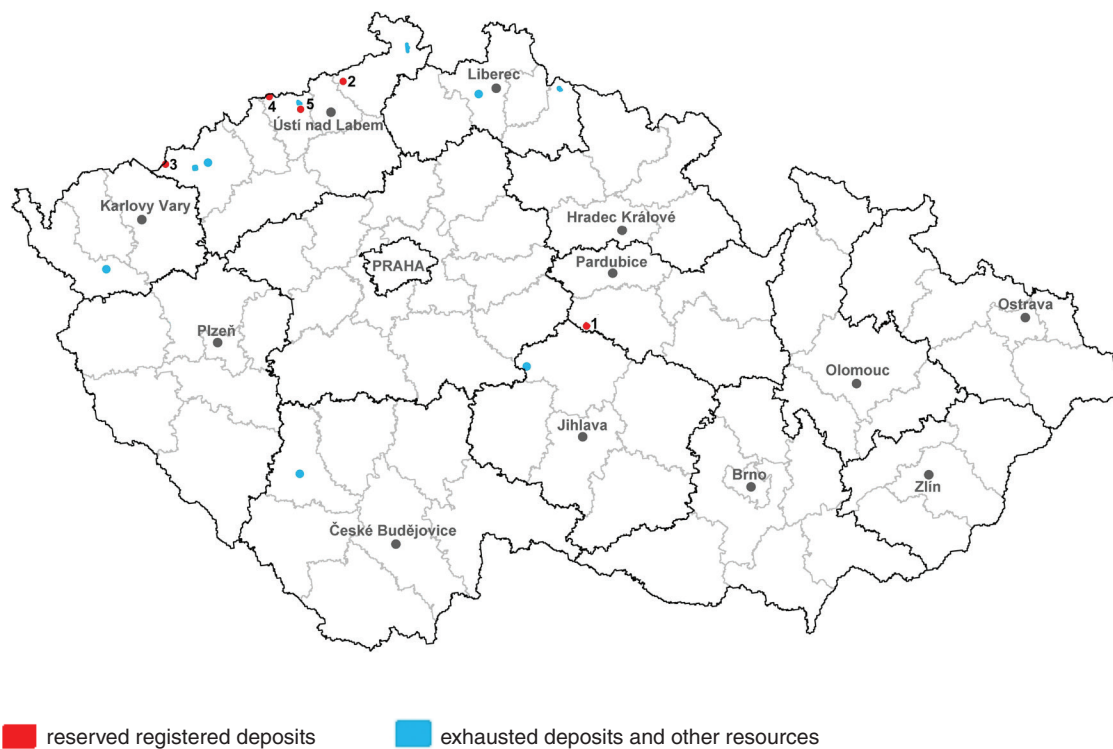 2
Liberec
4
5
Ústí nad Labem
3
Karlovy Vary
Hradec Králové
PRAHA
Pardubice
Ostrava
1
Plzeň
Olomouc
Jihlava
Brno
Zlín
České Budějovice
reserved registered deposits
exhausted deposits and other resources